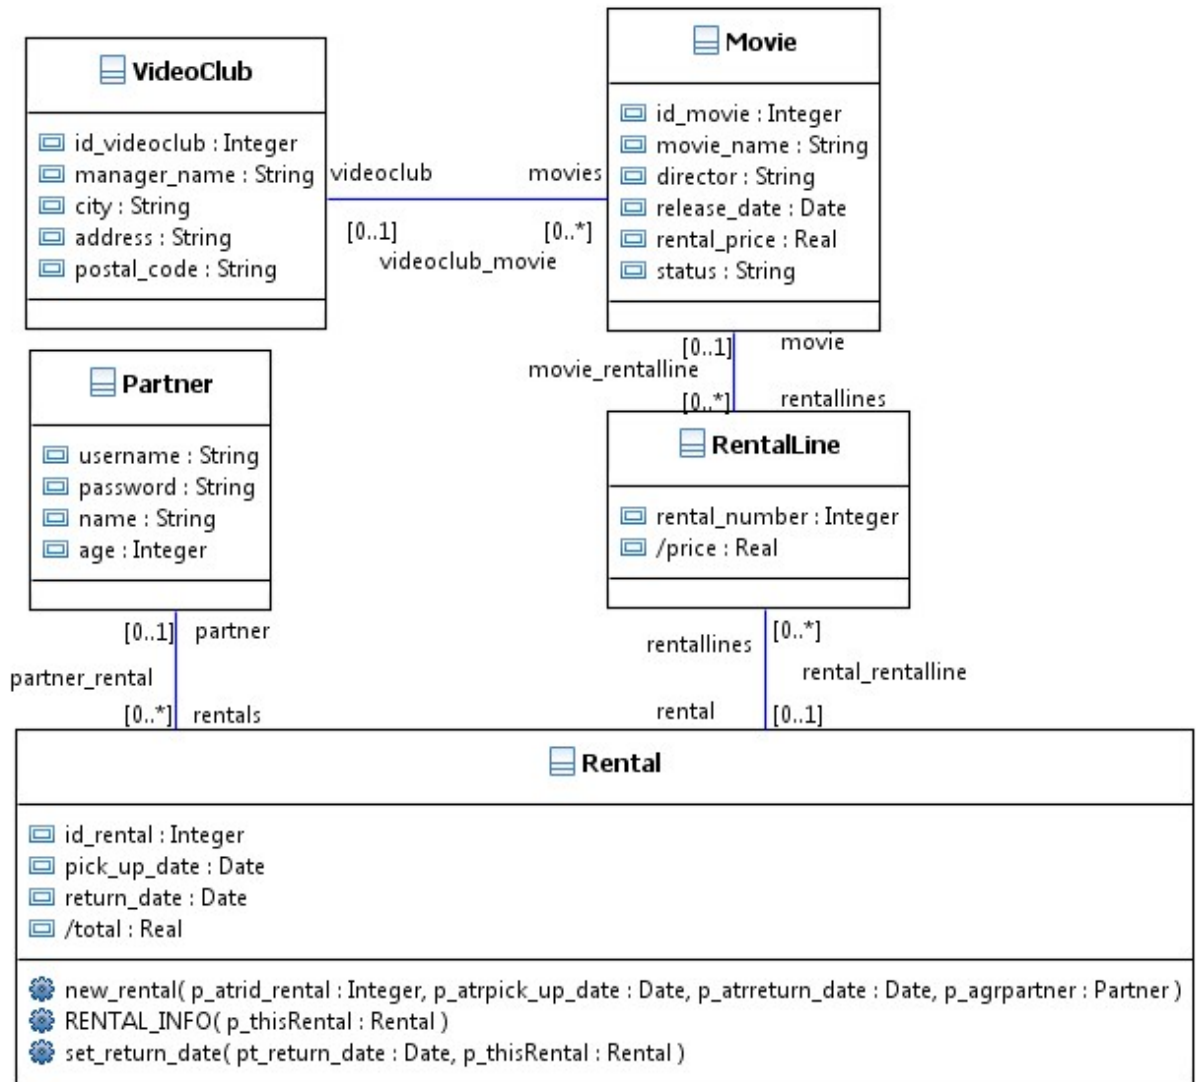 VideoClub
id_videoclub : Integer
manager_name : String
city : String
address : String
postal_code : String
videoclub
movies
[0..1]
[0..*]
videoclub_movie
Movie
id_movie : Integer
movie_name : String
director : String
release_date : Date
rental_price : Real
status : String
[0..1]
movie
movie_rentalline
[0..*]
rentallines
Partner
username : String
password : String
name : String
age : Integer
RentalLine
rental_number : Integer
/price : Real
[0..1]
partner
partner_rental
[0..*]
rentals
rentallines
[0..*]
rental_rentalline
rental
[0..1]
Rental
id_rental : Integer
pick_up_date : Date
return_date : Date
/total : Real
new_rental( p_atrid_rental : Integer, p_atrpick_up_date : Date, p_atrreturn_date : Date, p_agrpartner : Partner )
RENTAL_INFO( p_thisRental : Rental )
set_return_date( pt_return_date : Date, p_thisRental : Rental )